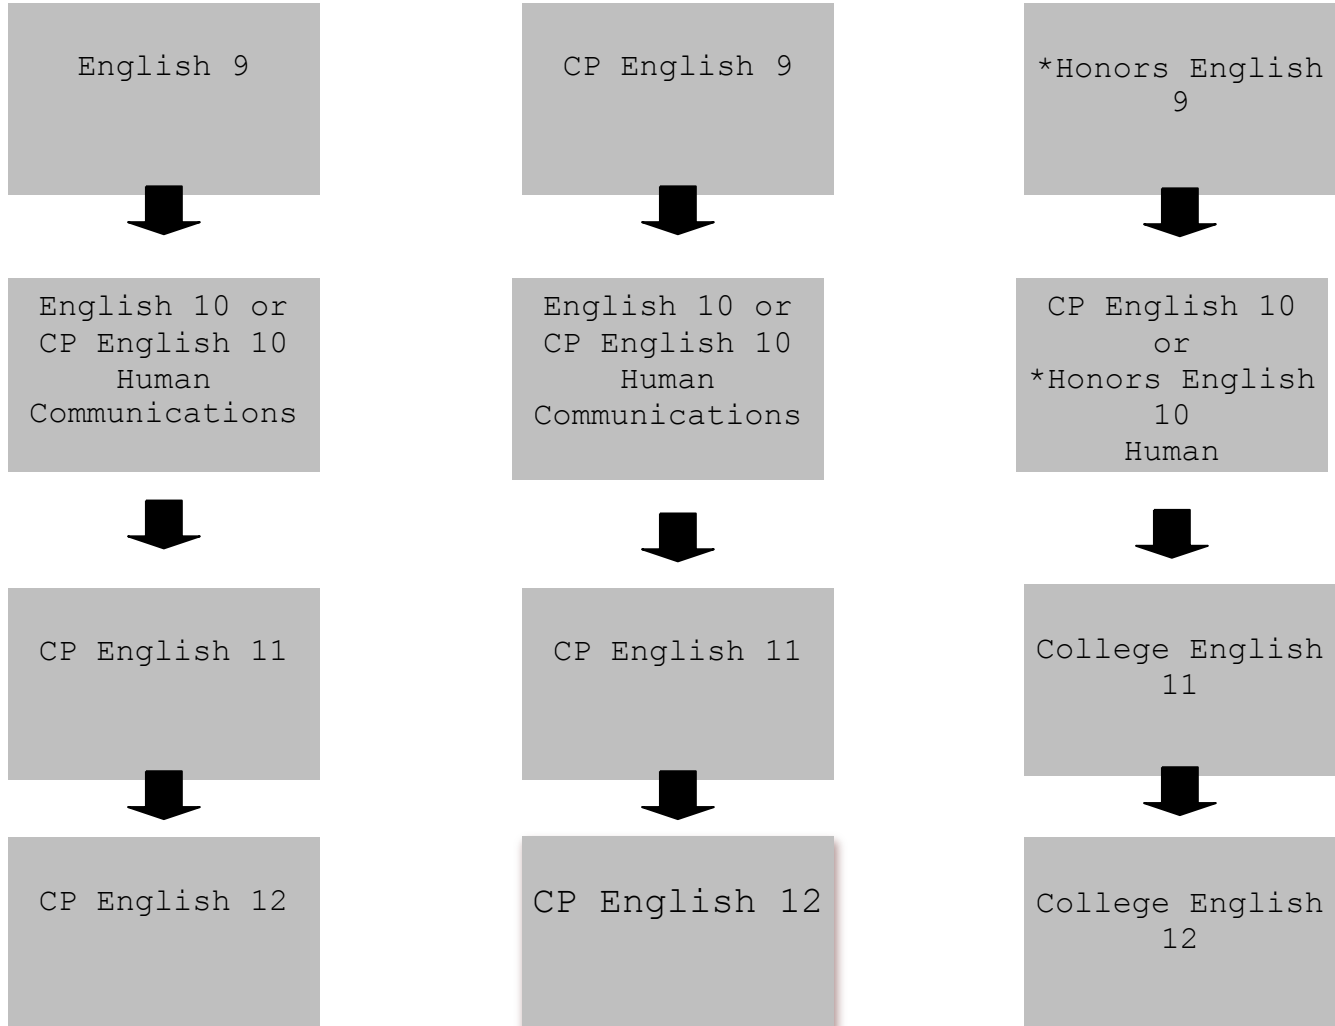 English 9
CP English 9
*Honors English
9
English 10 or
CP English 10
Human
Communications
English 10 or
CP English 10
Human
Communications
CP English 10
or
*Honors English
10
Human
CP English 11
CP English 11
College English
11
CP English 12
CP English 12
College English
12